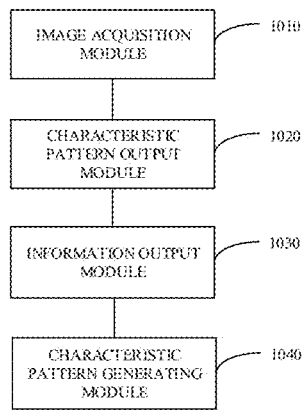 IMAGE ACQUISITION
MODULE
1010
CHARACTERISTIC
PATTERN OUTPUT
MODULE
1020
INFORMATION OUTPUT
MODULE
1030
CHARACTERISTIC
PATTERN GENERATING
MODULE
1040